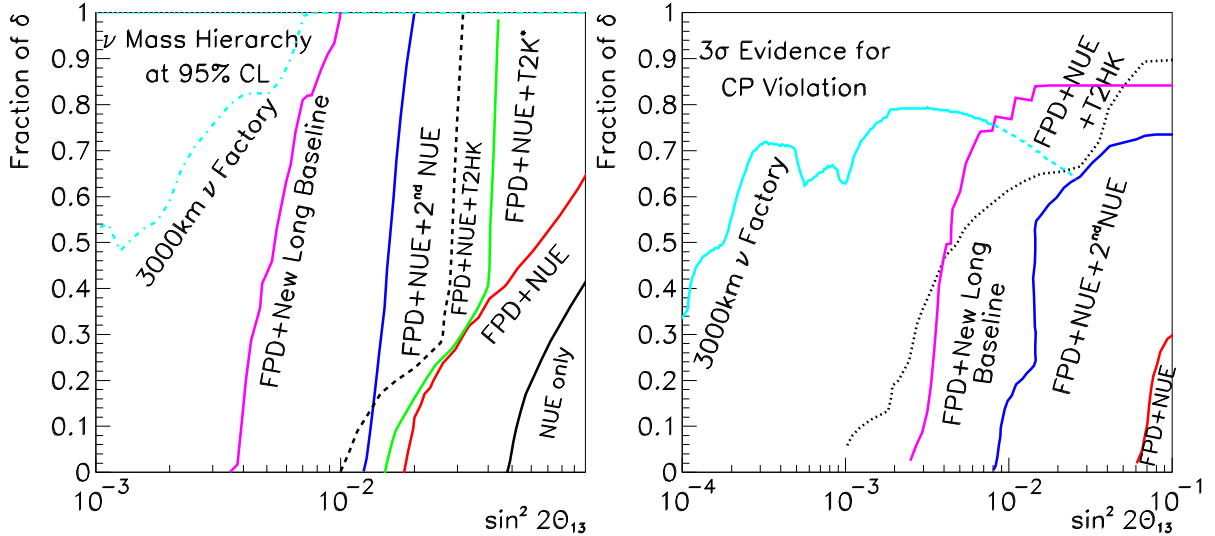 Fraction of δ
1
0.9
0.8
0.7
0.6
0.5
0.4
0.3
0.2
0.1
0
ν Mass Hierarchy
at 95% CL
3000km ν Factory
FPD+New Long Baseline
FPD+NUE+2nd NUE
FPD+NUE+T2HK
FPD+NUE+T2K*
FPD+NUE
NUE only
10-3
10-2
sin2 2Θ13
Fraction of δ
1
0.9
0.8
0.7
0.6
0.5
0.4
0.3
0.2
0.1
0
3σ Evidence for
CP Violation
3000km ν Factory
FPD+New Long
Baseline
FPD+NUE
+T2HK
FPD+NUE+2nd NUE
FPD+NUE
10-4
10-3
10-2
10-1
sin2 2Θ13